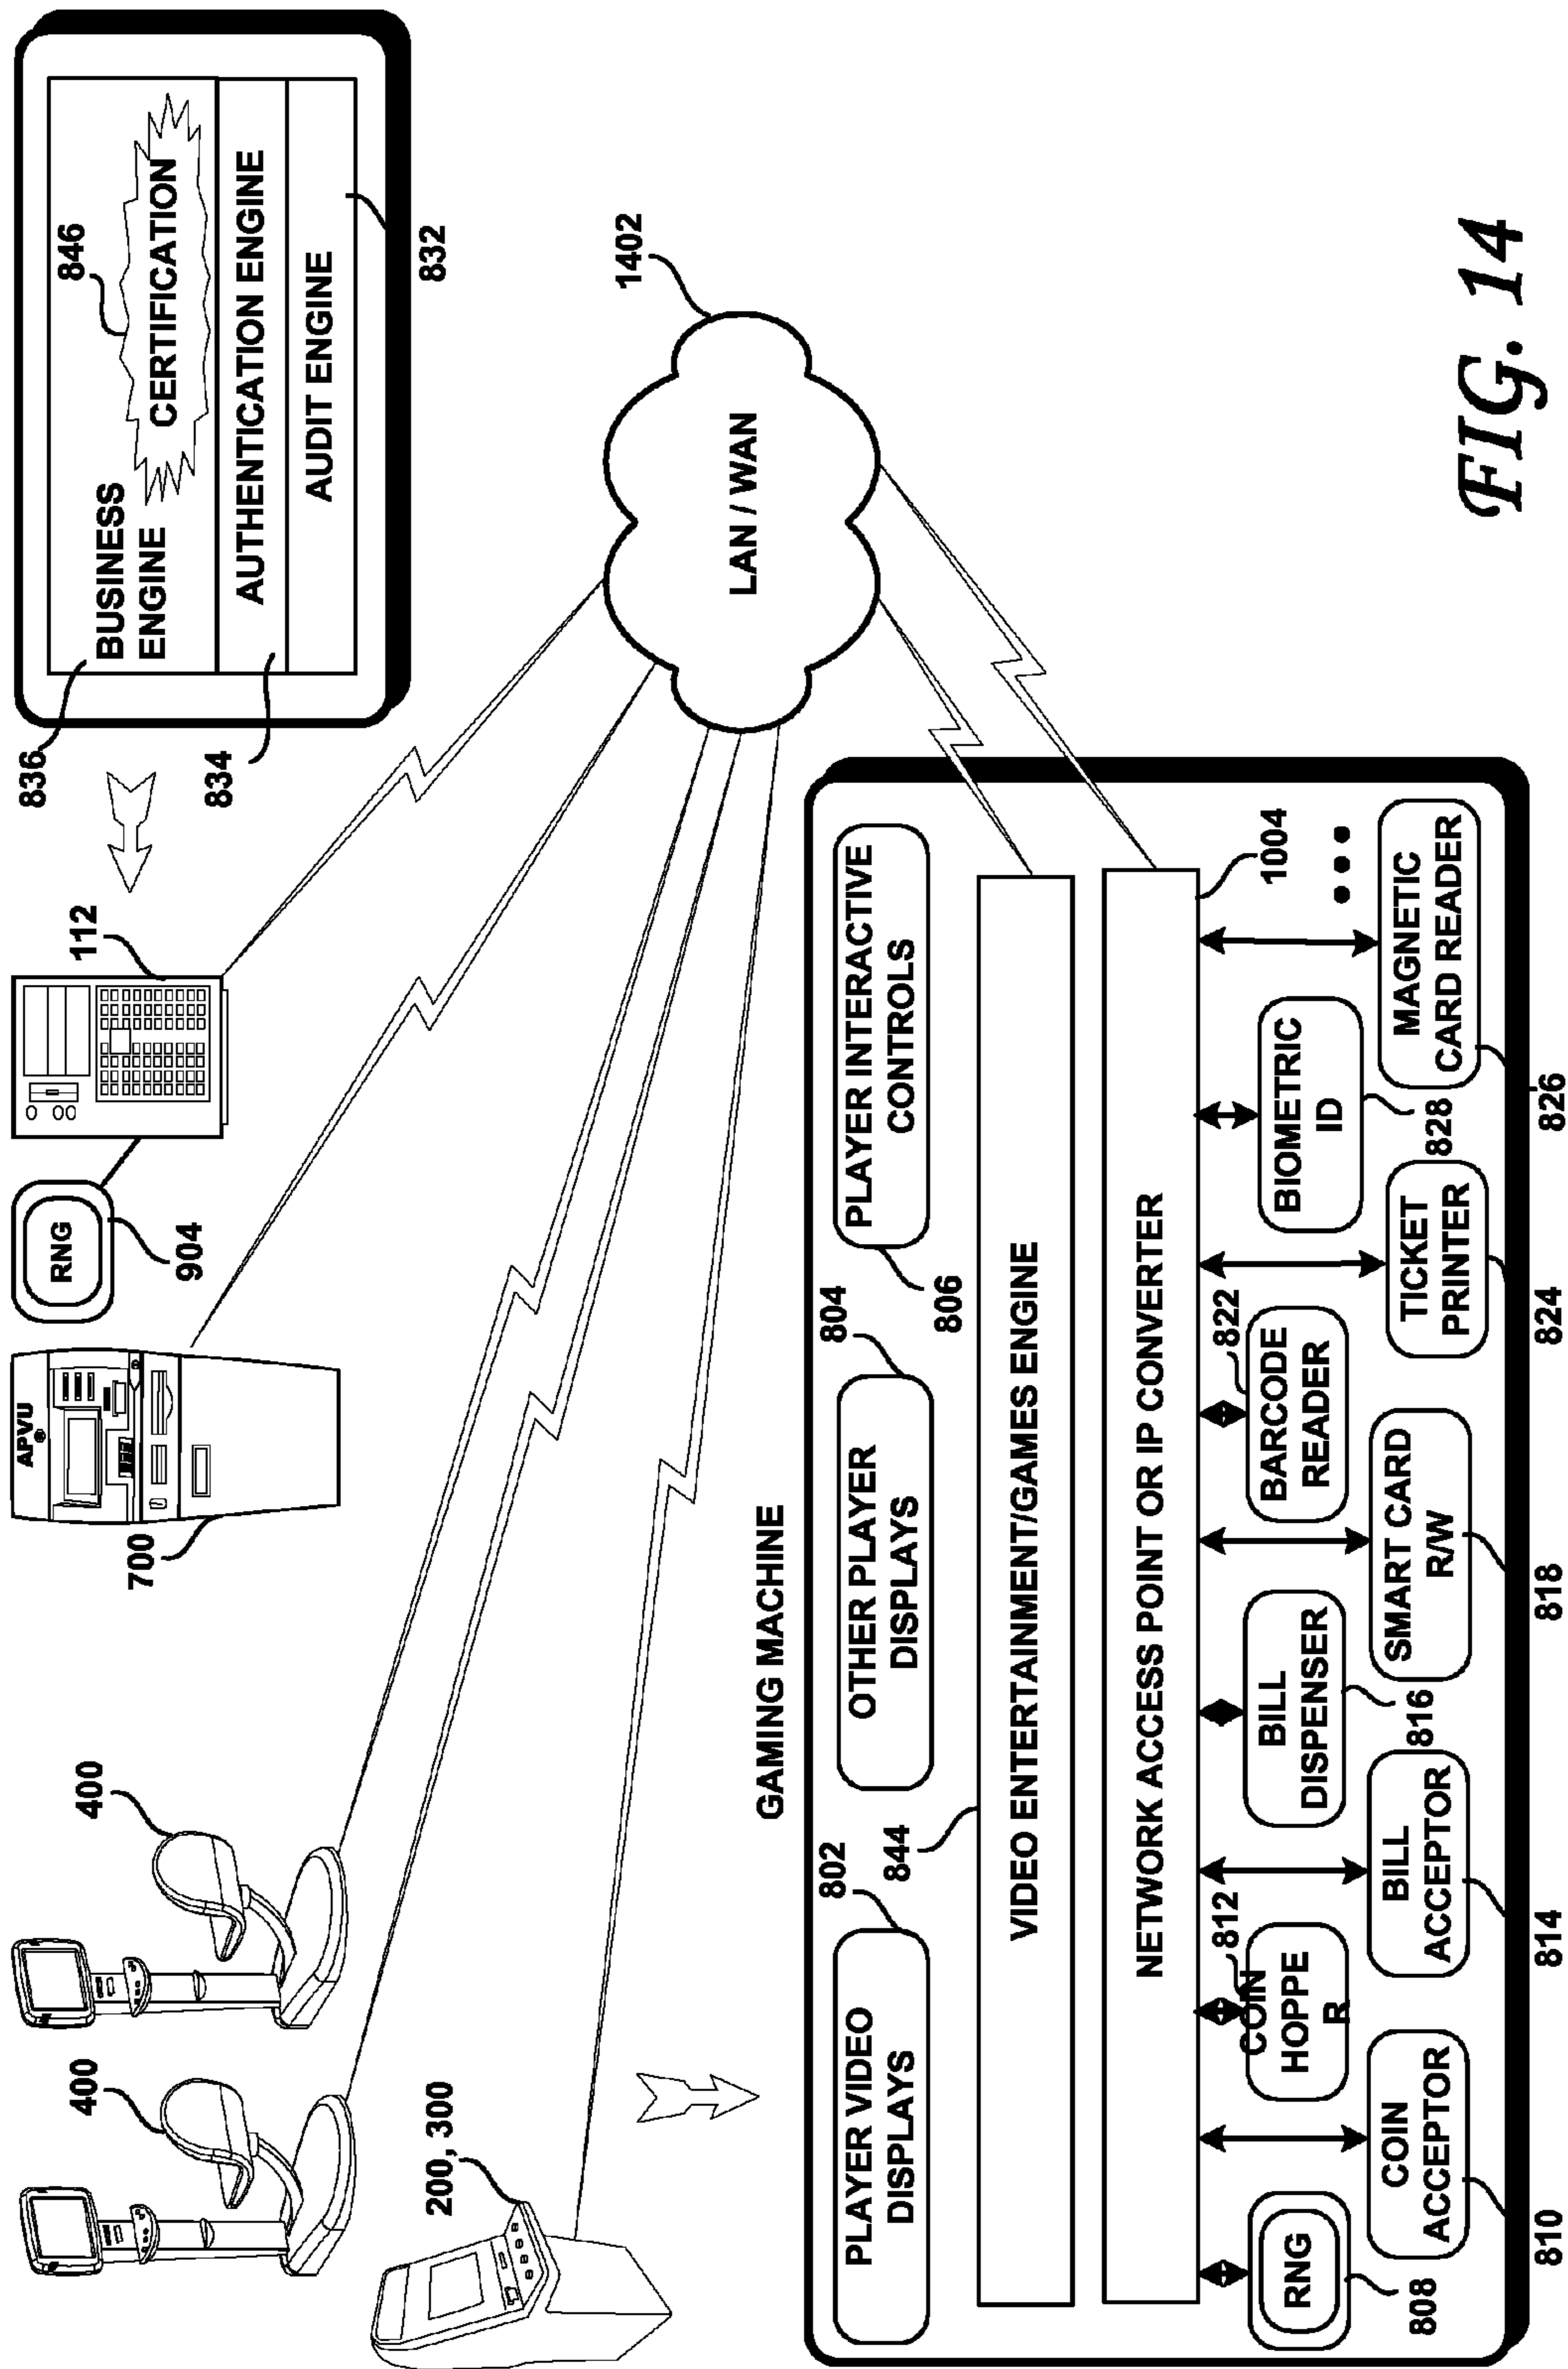 400
400
200, 300
700
APVU
RNG
904
112
836
BUSINESS
ENGINE
846
CERTIFICATION
834
AUTHENTICATION ENGINE
AUDIT ENGINE
832
LAN / WAN
1402
GAMING MACHINE
PLAYER VIDEO
DISPLAYS
802
OTHER PLAYER
DISPLAYS
804
PLAYER INTERACTIVE
CONTROLS
806
844
VIDEO ENTERTAINMENT/GAMES ENGINE
NETWORK ACCESS POINT OR IP CONVERTER
1004
RNG
808
COIN
ACCEPTOR
810
COIN
HOPPE
R
812
BILL
ACCEPTOR
814
BILL
DISPENSER
816
SMART CARD
R/W
818
BARCODE
READER
822
TICKET
PRINTER
824
BIOMETRIC
ID
828
MAGNETIC
CARD READER
826
FIG. 14